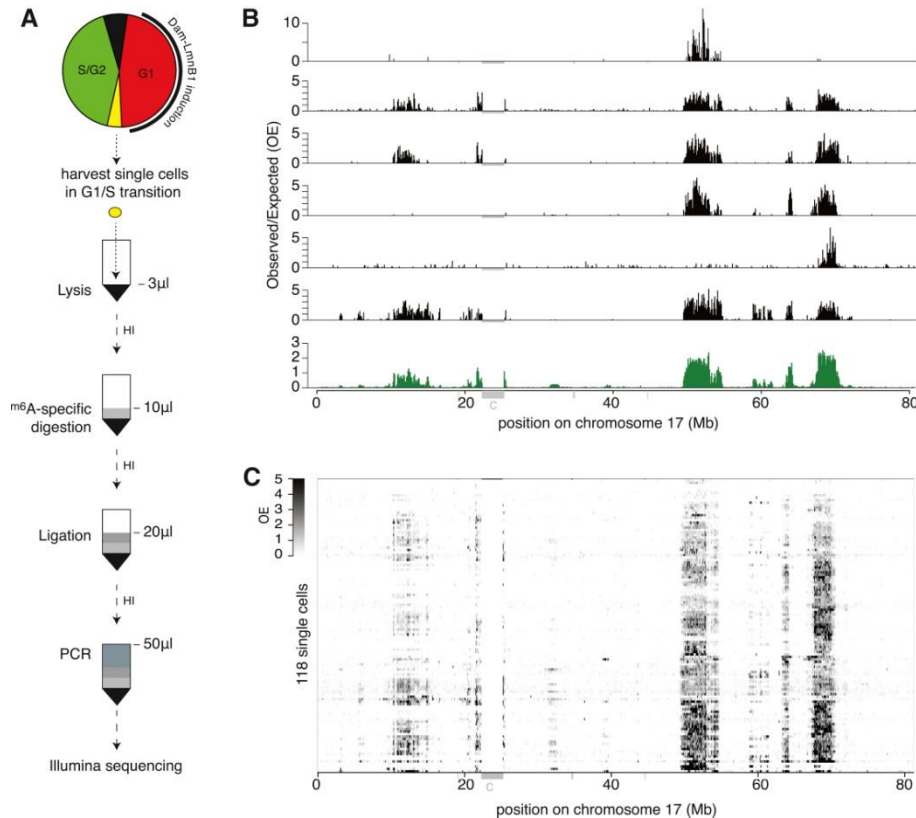 A
S/G2
G1
Dam-LmnB1 induction
harvest single cells
in G1/S transition
Lysis
3µl
HI
m6A-specific
digestion
10µl
HI
Ligation
20µl
HI
PCR
50µl
Illumina sequencing
B
Observed/Expected (OE)
10
0
5
0
5
0
5
0
5
0
5
0
3
2
1
0
0
20
40
60
80
C
position on chromosome 17 (Mb)
C
OE
5
4
3
2
1
0
118 single cells
0
20
40
60
80
C
position on chromosome 17 (Mb)